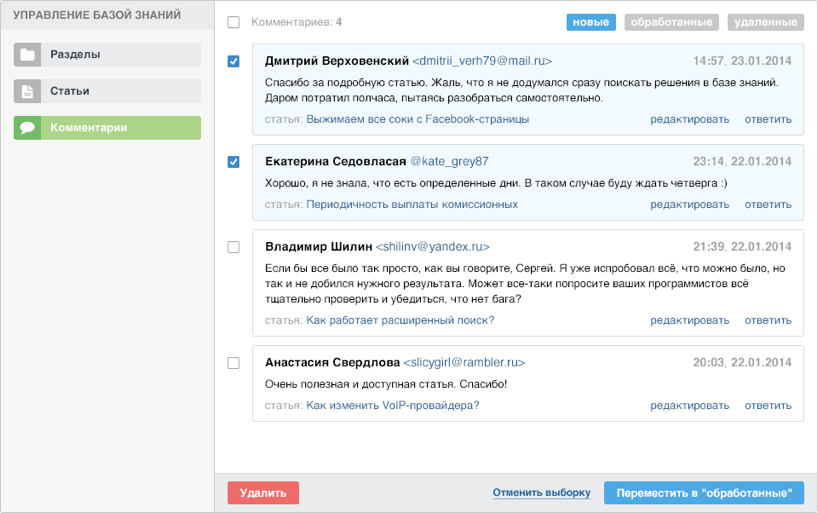 УПРАВЛЕНИЕ БАЗОЙ ЗНАНИЙ
Разделы
Статьи
Комментарии
Комментариев: 4
новые обработанные удаленные
Дмитрий Верховенский <dmitrii_verh79@mail.ru> 14:57, 23.01.2014
Спасибо за подробную статью. Жаль, что я не додумался сразу поискать решения в базе знаний.
Даром потратил полчаса, пытаясь разобраться самостоятельно.
статья: Выжимаем все соки с Facebook-страницы редактировать ответить
Екатерина Седовласая @kate_grey87 23:14, 22.01.2014
Хорошо, я не знала, что есть определенные дни. В таком случае буду ждать четверга :)
статья: Периодичность выплаты комиссионных редактировать ответить
Владимир Шилин <shilinv@yandex.ru> 21:39, 22.01.2014
Если бы все было так просто, как вы говорите, Сергей. Я уже испробовал всё, что можно было, но
так и не добился нужного результата. Может все-таки попросите ваших программистов всё
тщательно проверить и убедиться, что нет бага?
статья: Как работает расширенный поиск? редактировать ответить
Анастасия Свердлова <slicygirl@rambler.ru> 20:03, 22.01.2014
Очень полезная и доступная статья. Спасибо!
статья: Как изменить VoIP-провайдера? редактировать ответить
Удалить Отменить выборку Переместить в "обработанные"